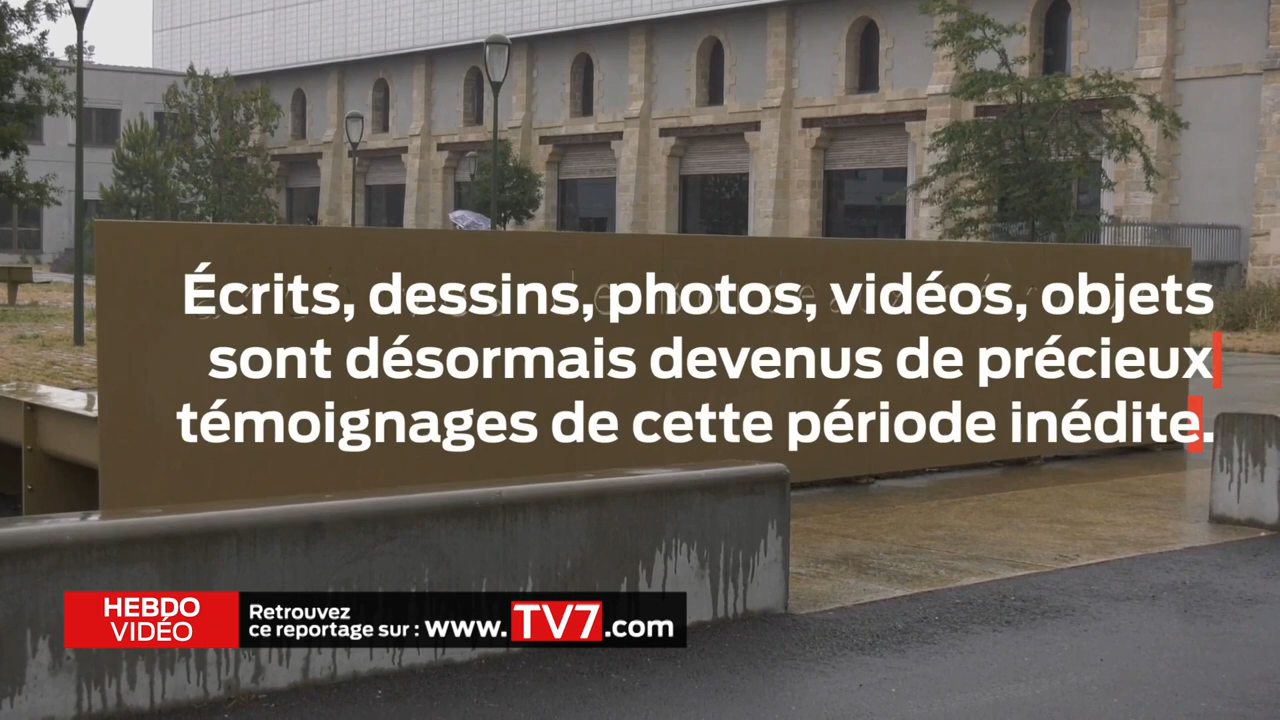 Écrits, dessins, photos, vidéos, objets
sont désormais devenus de précieux
témoignages de cette période inédite.
HEBDO
VIDÉO
Retrouvez
ce reportage sur : www.TV7.com